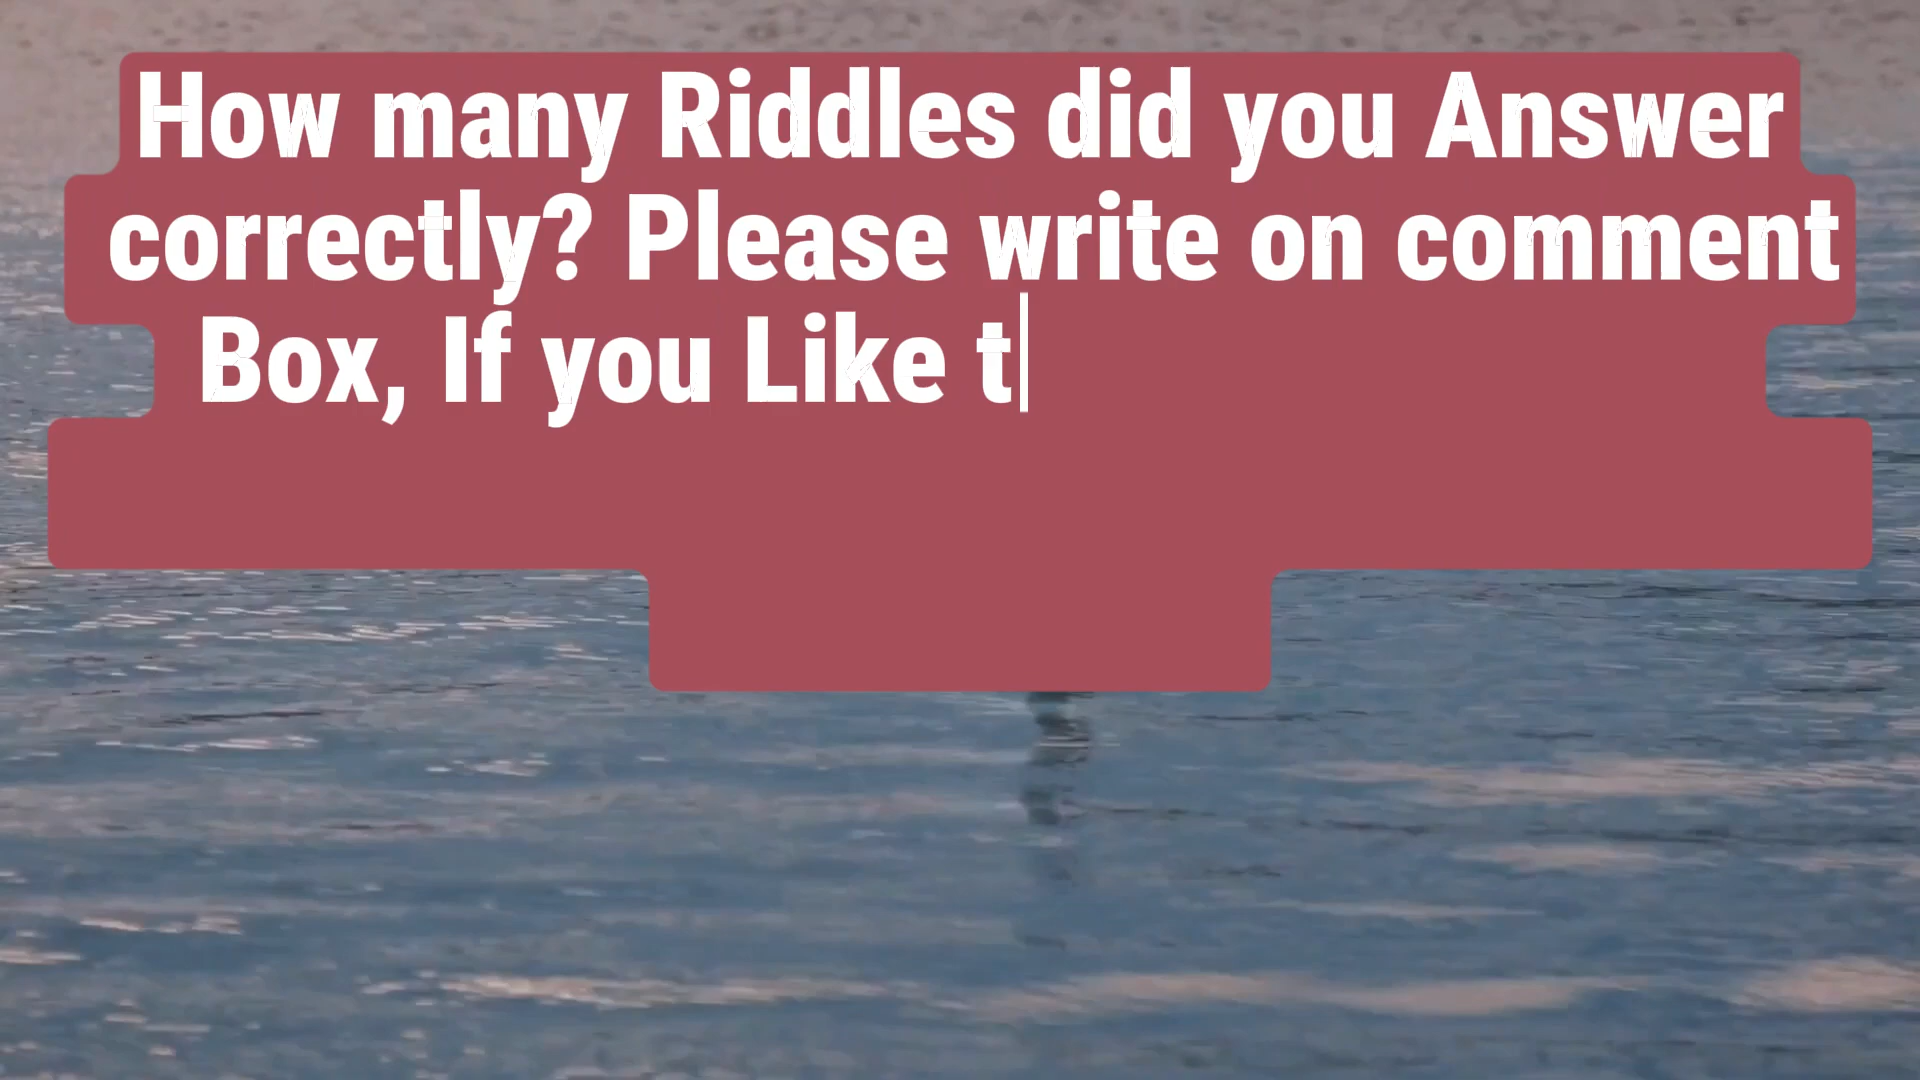 How many Riddles did you Answer
correctly? Please write on comment
Box, If you Like t